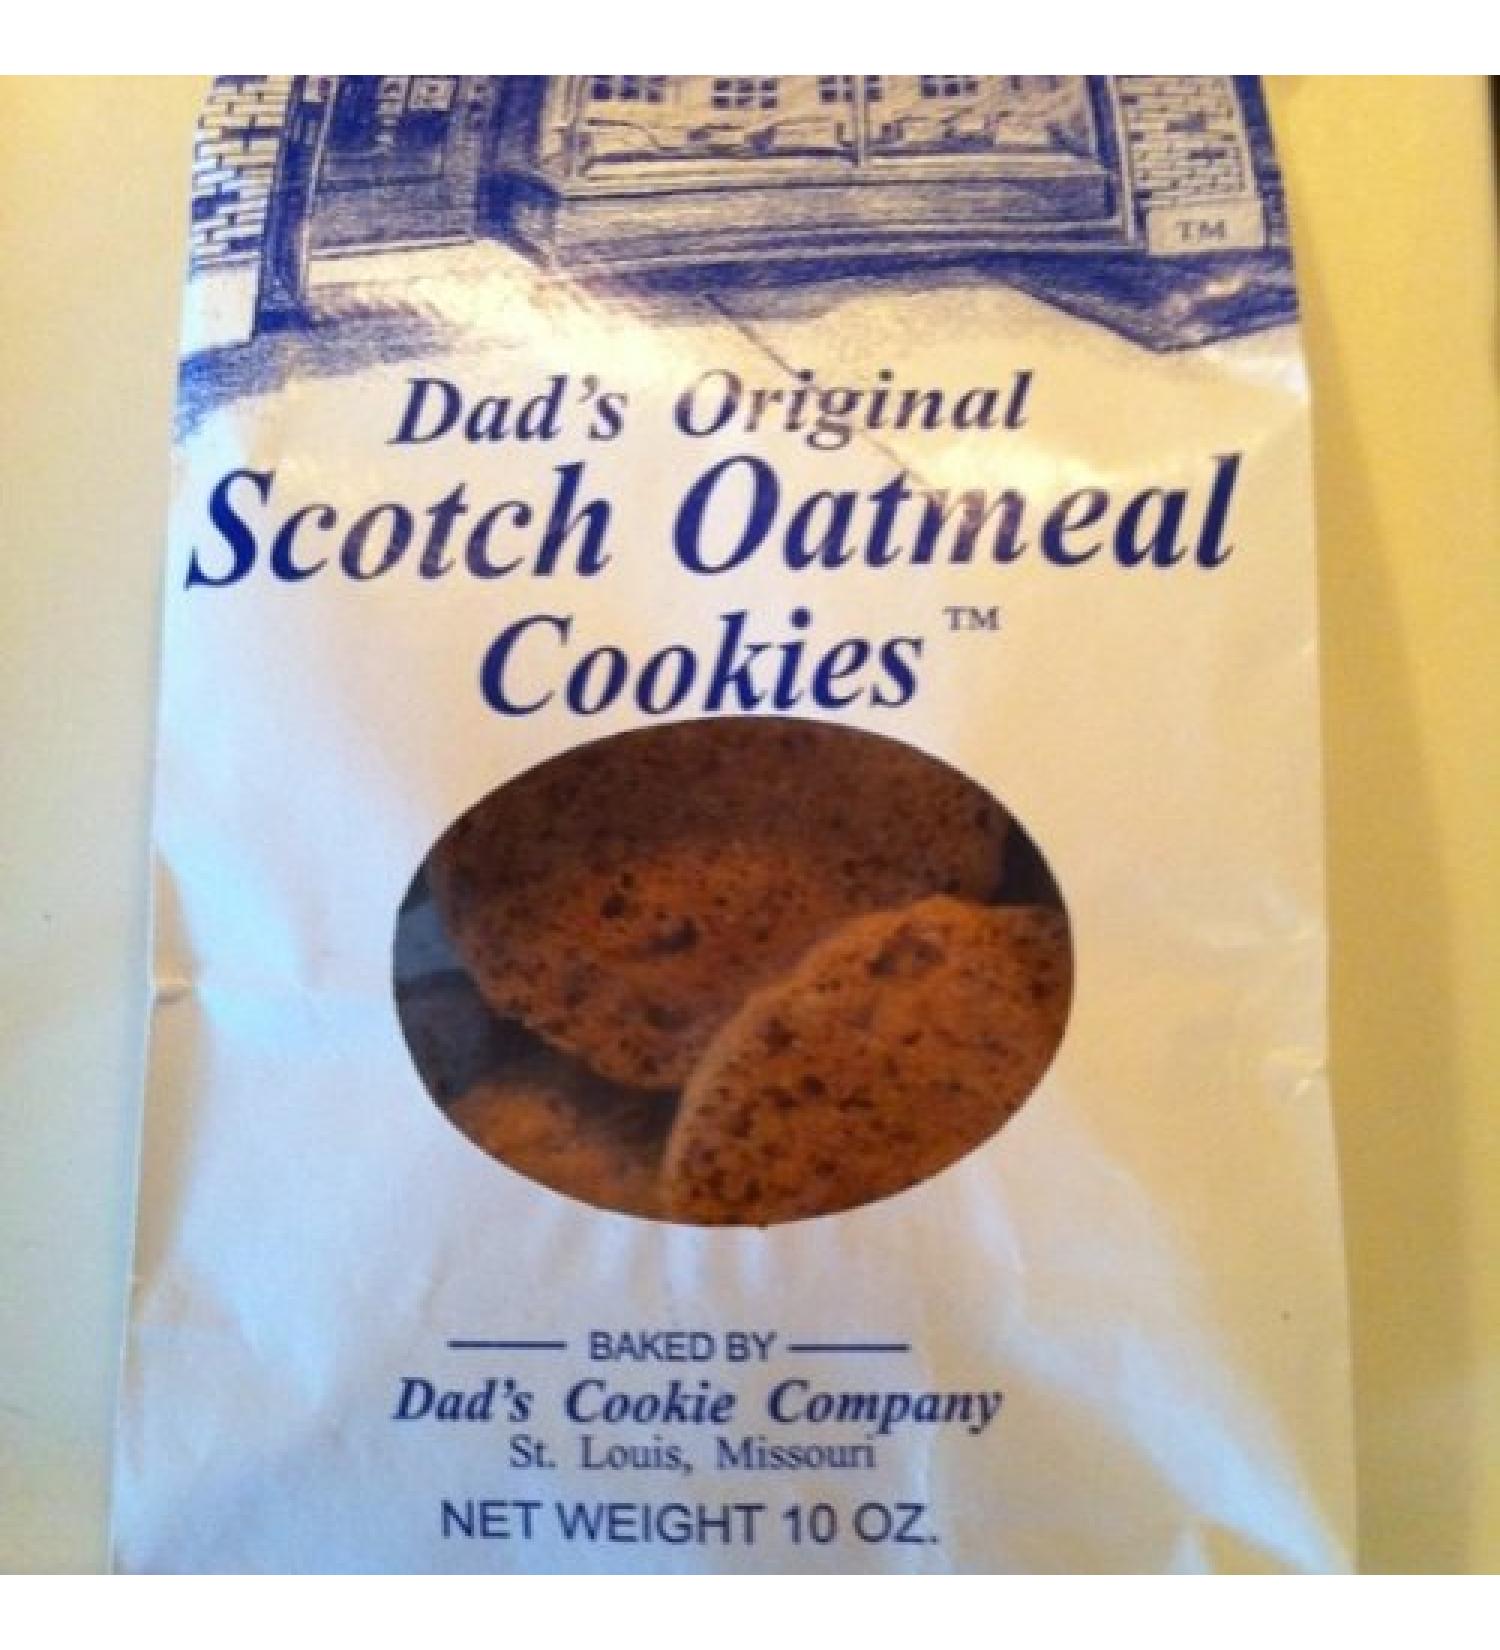 TM
Dad's Original
Scotch Oatmeal
Cookies™
BAKED BY
Dad's Cookie Company
St. Louis, Missouri
NET WEIGHT 10 OZ.